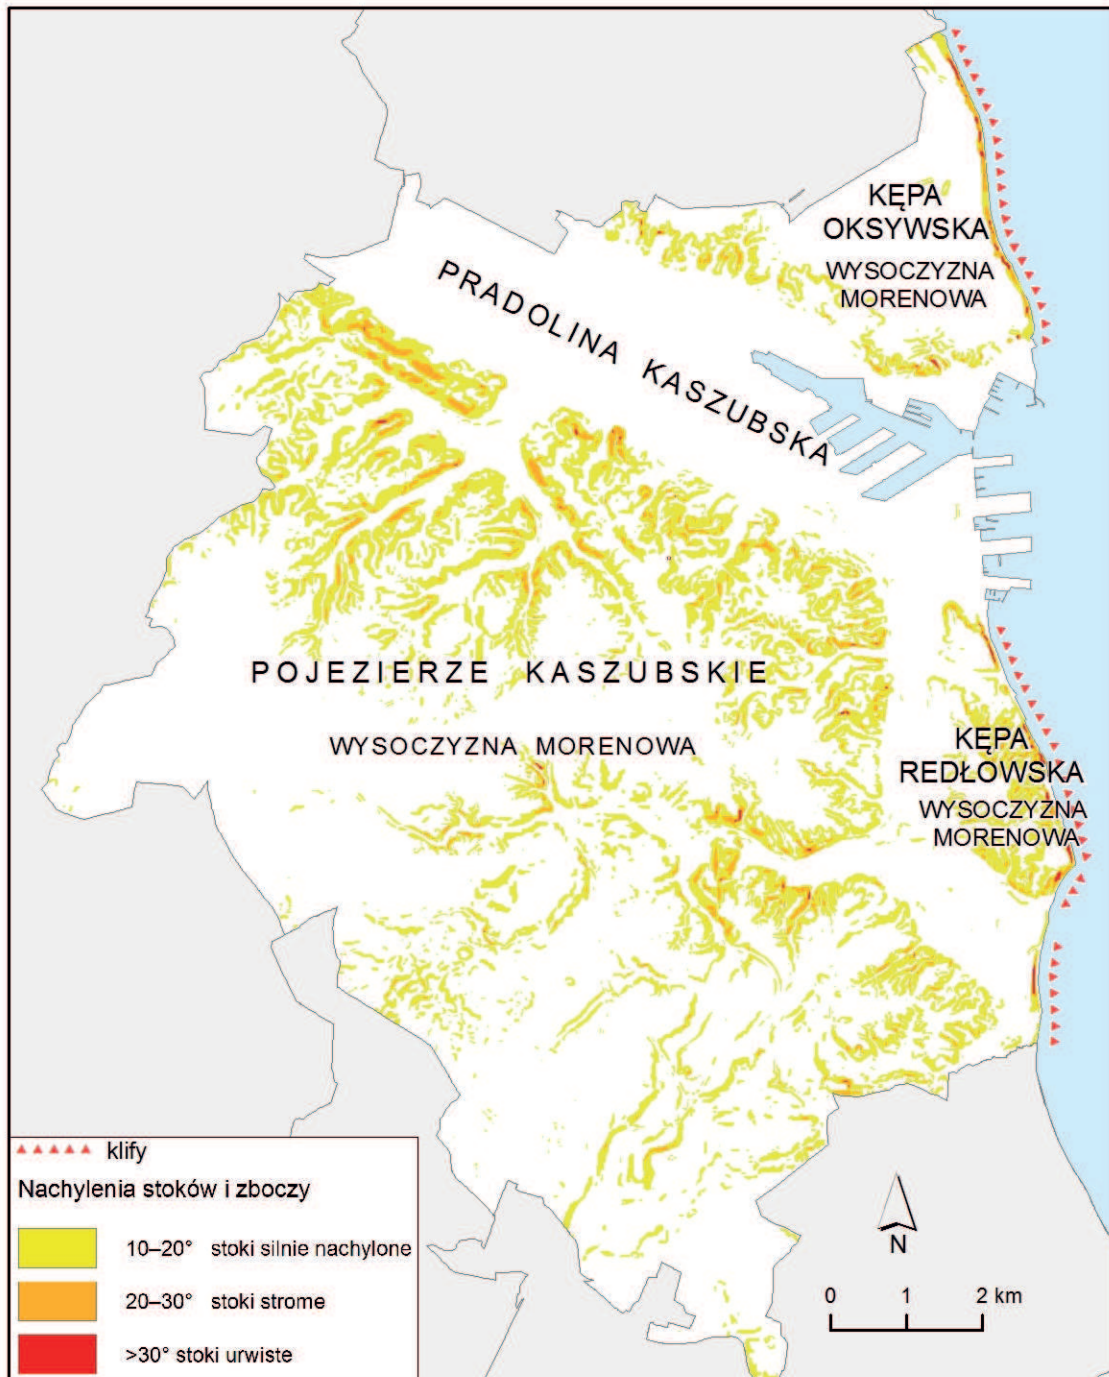 KĘPA
OKSYWSKA
WYSOCZYZNA
MORENOWA
PRADOLINA KASZUBSKA
POJEZIERZE KASZUBSKIE
WYSOCZYZNA MORENOWA
KĘPA
REDŁOWSKA
WYSOCZYZNA
MORENOWA
klify
Nachylenia stoków i zboczy
10–20° stoki silnie nachylone
20–30° stoki strome
>30° stoki urwiste
N
0 1 2 km